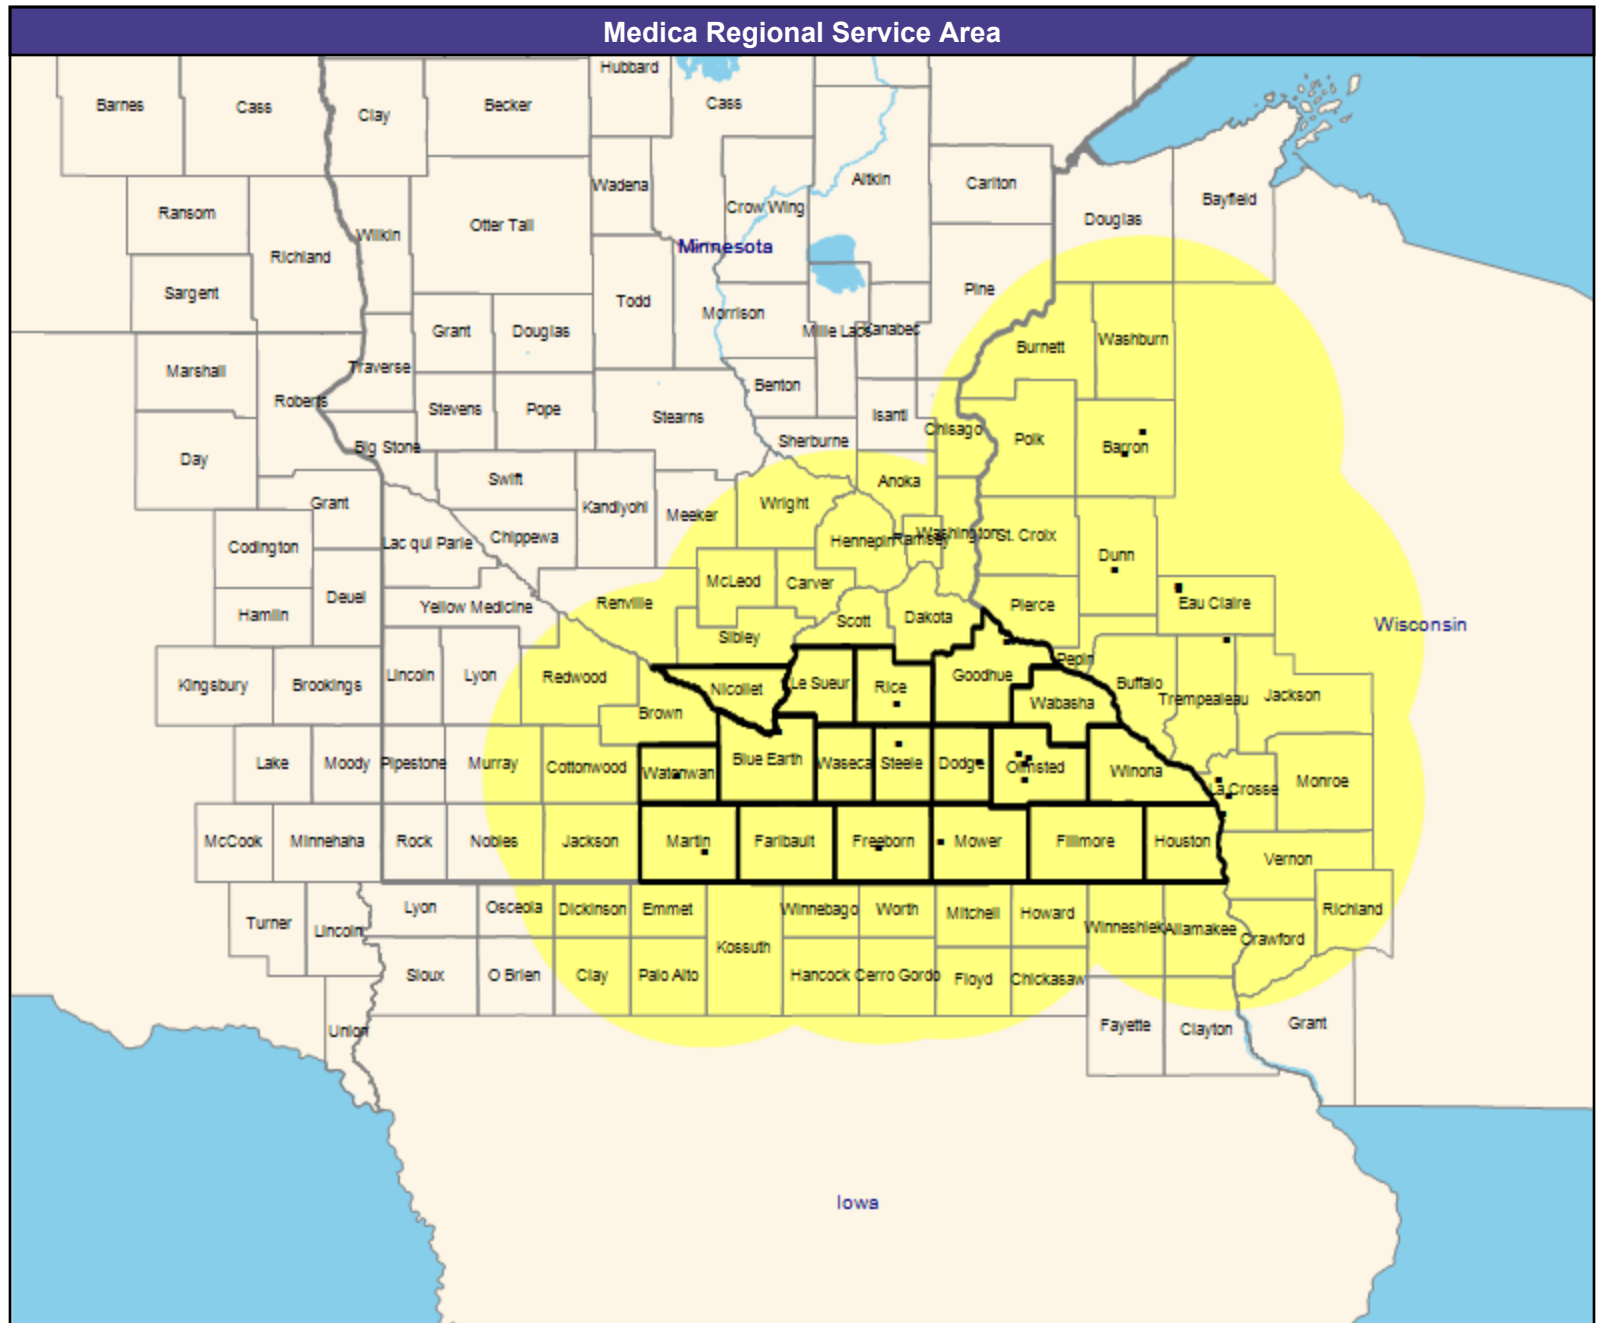 Medica Regional Service Area
Hubbard
Barnes
Cass
Clay
Becker
Cass
Wadena
Aitkin
Carlton
Crow Wing
Bayfield
Ransom
Douglas
Otter Tail
Wilkin
Minnesota
Richland
Sargent
Pine
Todd
Morrison
Grant
Douglas
Mille Lacs
Kanabec
Burnett
Washburn
Marshall
Traverse
Benton
Roberts
Stevens
Pope
Stearns
Isanti
Chisago
Polk
Barron
Big Stone
Sherburne
Day
Swift
Anoka
Grant
Kandiyohi
Meeker
Wright
Codington
Lac qui Parle
Chippewa
Hennepin
Ramsey
Washington
St. Croix
Dunn
Deuel
McLeod
Carver
Hamlin
Yellow Medicine
Renville
Scott
Dakota
Pierce
Eau Claire
Sibley
Wisconsin
Pepin
Kingsbury
Brookings
Lincoln
Lyon
Redwood
Nicollet
Le Sueur
Rice
Goodhue
Wabasha
Buffalo
Trempealeau
Jackson
Brown
Lake
Moody
Pipestone
Murray
Cottonwood
Watonwan
Blue Earth
Waseca
Steele
Dodge
Olmsted
Winona
La Crosse
Monroe
McCook
Minnehaha
Rock
Nobles
Jackson
Martin
Faribault
Freeborn
Mower
Fillmore
Houston
Vernon
Turner
Lincoln
Lyon
Osceola
Dickinson
Emmet
Winnebago
Worth
Mitchell
Howard
Winneshiek
Allamakee
Crawford
Richland
Kossuth
Sioux
O Brien
Clay
Palo Alto
Hancock
Cerro Gordo
Floyd
Chickasaw
Union
Fayette
Clayton
Grant
Iowa